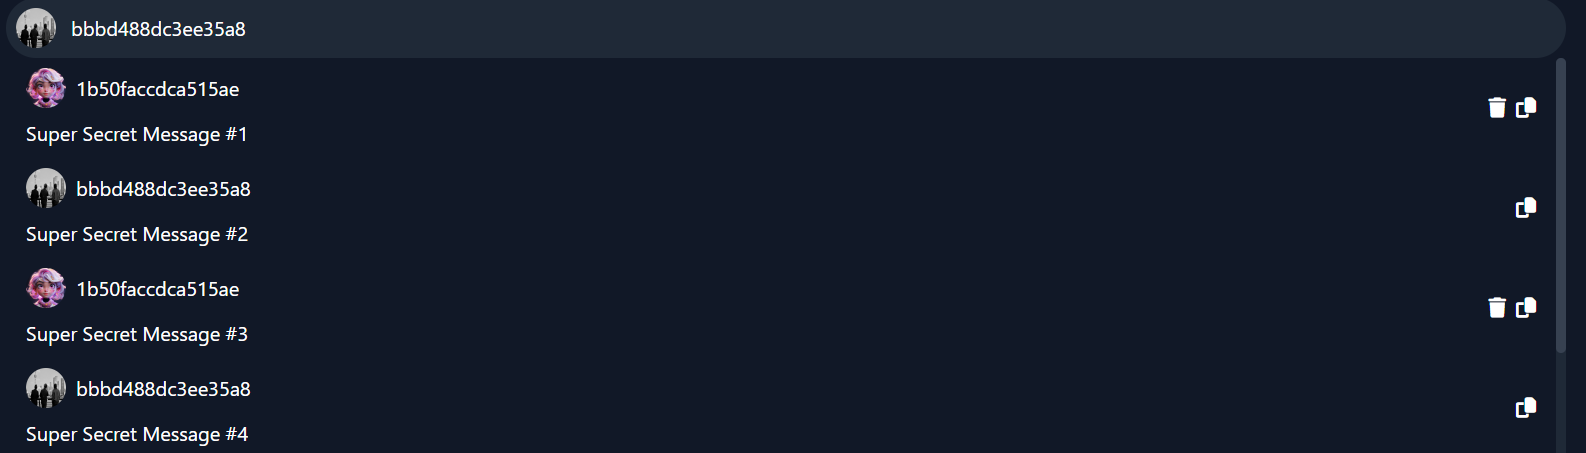 bbbd488dc3ee35a8
1b50faccdca515ae
Super Secret Message #1
bbbd488dc3ee35a8
Super Secret Message #2
1b50faccdca515ae
Super Secret Message #3
bbbd488dc3ee35a8
Super Secret Message #4